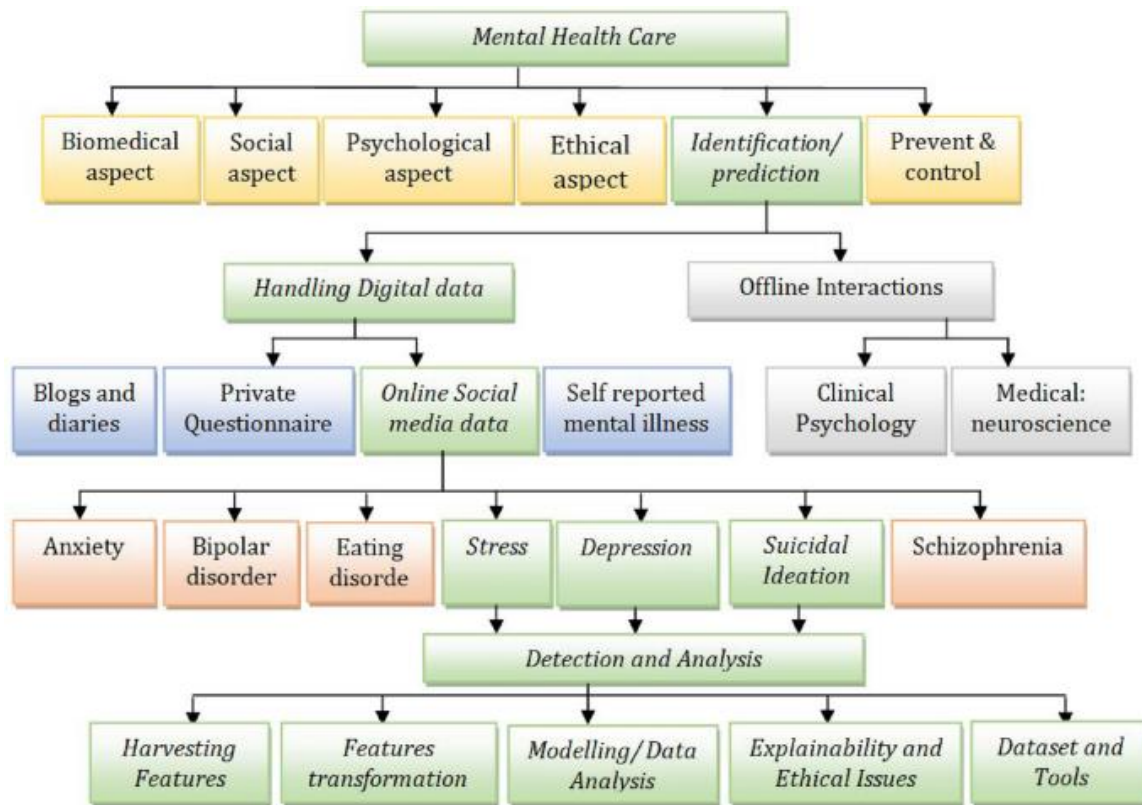 Mental Health Care
Biomedical
aspect
Social
aspect
Psychological
aspect
Ethical
aspect
Identification/
prediction
Prevent &
control
Handling Digital data
Offline Interactions
Blogs and
diaries
Private
Questionnaire
Online Social
media data
Self reported
mental illness
Clinical
Psychology
Medical:
neuroscience
Anxiety
Bipolar
disorder
Eating
disorde
Stress
Depression
Suicidal
Ideation
Schizophrenia
Detection and Analysis
Harvesting
Features
Features
transformation
Modelling/Data
Analysis
Explainability and
Ethical Issues
Dataset and
Tools